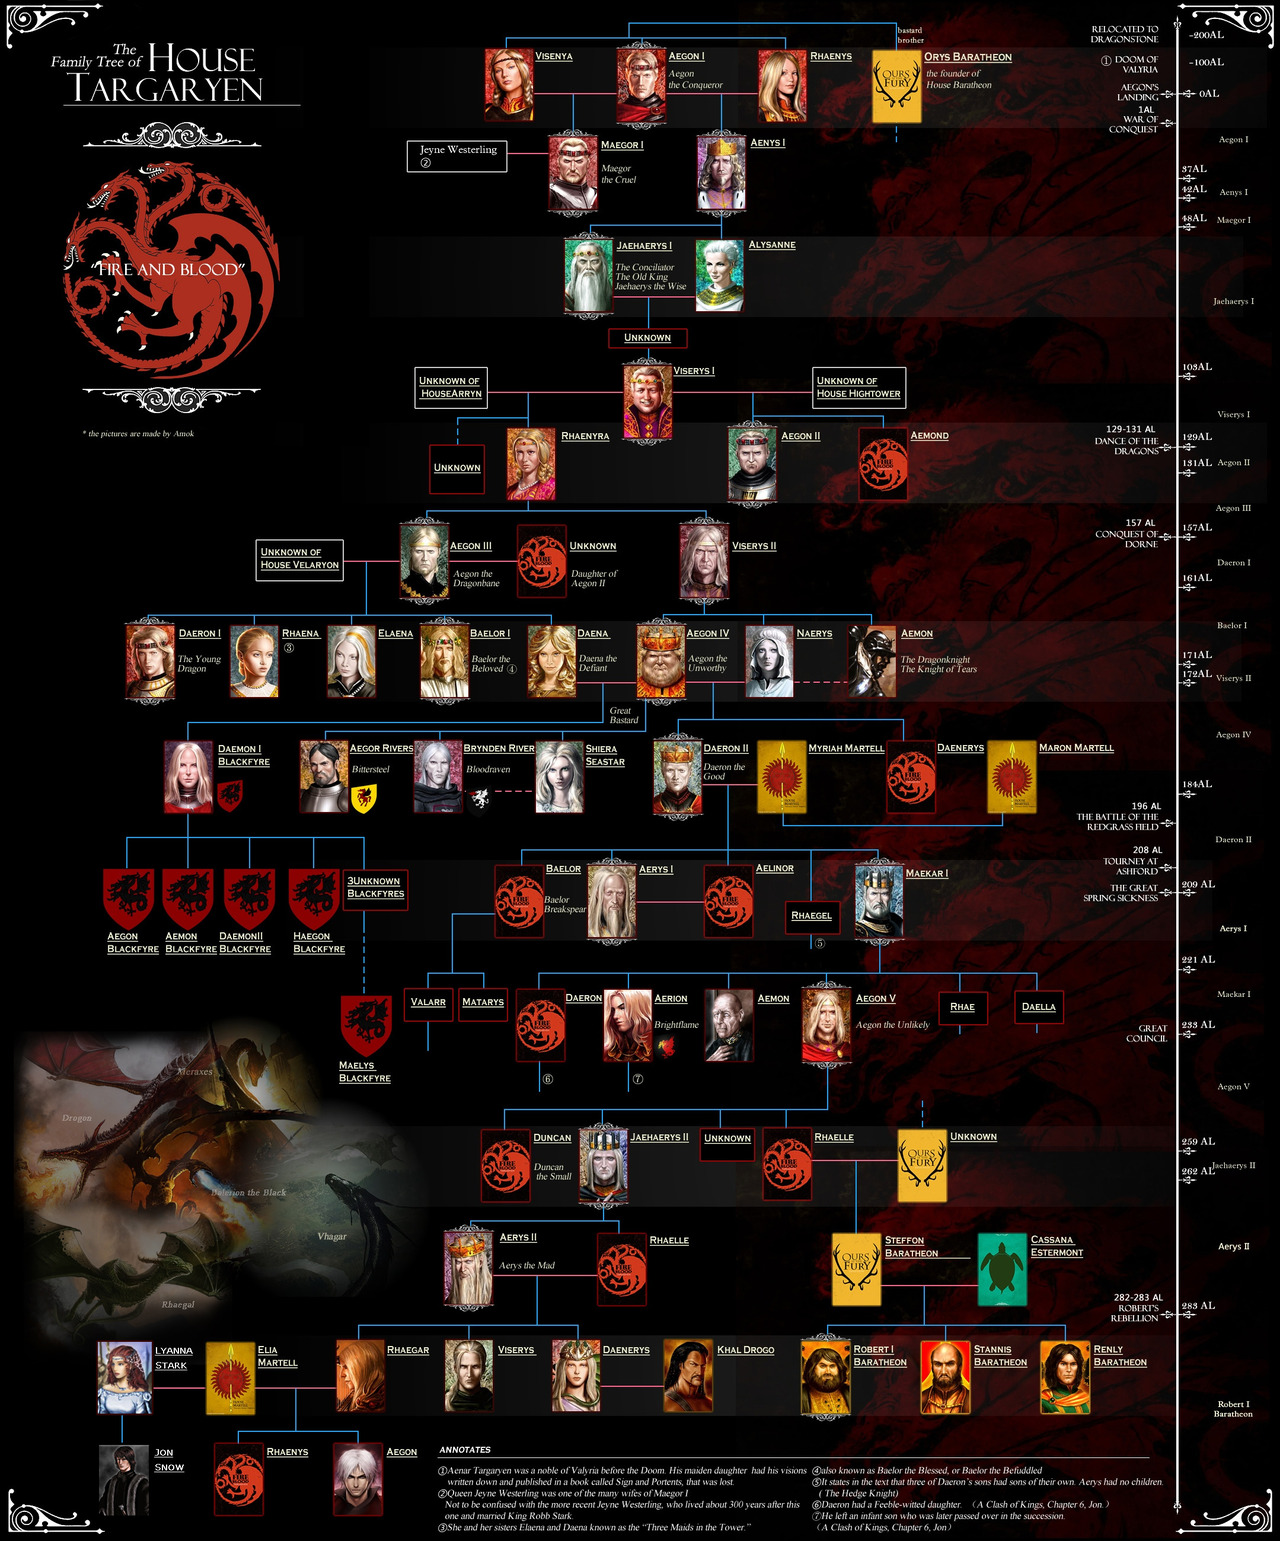 The
Family Tree of HOUSE
TARGARYEN
"FIRE AND BLOOD"
* the pictures are made by Amok
VISENYA
AEGON I
Aegon
the Conqueror
RHAENYS
bastard
brother
ORYS BARATHEON
the founder of
House Baratheon
OURS
FURY
Jeyne Westerling
②
MAEGOR I
Maegor
the Cruel
AENYS I
JAEHAERYS I
The Conciliator
The Old King
Jaehaerys the Wise
ALYSANNE
UNKNOWN
UNKNOWN OF
HOUSEARRYN
VISERYS I
UNKNOWN OF
HOUSE HIGHTOWER
UNKNOWN
RHAENYRA
AEGON II
AEMOND
UNKNOWN OF
HOUSE VELARYON
AEGON III
Aegon the
Dragonbane
UNKNOWN
Daughter of
Aegon II
VISERYS II
DAERON I
The Young
Dragon
RHAENA
③
ELAENA
BAELOR I
Baelor the
Beloved ④
DAENA
Daena the
Defiant
AEGON IV
Aegon the
Unworthy
NAERYS
AEMON
The Dragonknight
The Knight of Tears
Great
Bastard
DAEMON I
BLACKFYRE
AEGOR RIVERS
Bittersteel
BRYNDEN RIVER
Bloodraven
SHIERA
SEASTAR
DAERON II
Daeron the
Good
MYRIAH MARTELL
DAENERYS
MARON MARTELL
AEGON
BLACKFYRE
AEMON
BLACKFYRE
DAEMONII
BLACKFYRE
HAEGON
BLACKFYRE
3UNKNOWN
BLACKFYRES
BAELOR
Baelor
Breakspear
AERYS I
AELINOR
RHAEGEL
⑤
MAEKAR I
MAELYS
BLACKFYRE
VALARR
MATARYS
DAERON
⑥
AERION
Brightflame
⑦
AEMON
AEGON V
Aegon the Unlikely
RHAE
DAELLA
DUNCAN
Duncan
the Small
JAEHAERYS II
UNKNOWN
RHAELLE
UNKNOWN
OURS
FURY
AERYS II
Aerys the Mad
RHAELLE
STEFFON
BARATHEON
OURS
FURY
CASSANA
ESTERMONT
LYANNA
STARK
ELIA
MARTELL
RHAEGAR
VISERYS
DAENERYS
KHAL DROGO
ROBERT I
BARATHEON
STANNIS
BARATHEON
RENLY
BARATHEON
JON
SNOW
RHAENYS
AEGON
Meraxes
Drogon
Balerion the Black
Vhagar
Rhaegal
RELOCATED TO
DRAGONSTONE
-200AL
① DOOM OF
VALYRIA
-100AL
AEGON'S
LANDING
0AL
1AL
WAR OF
CONQUEST
Aegon I
37AL
42AL
Aenys I
48AL
Maegor I
Jaehaerys I
103AL
Viserys I
129-131 AL
DANCE OF THE
DRAGONS
129AL
131AL
Aegon II
Aegon III
157 AL
CONQUEST OF
DORNE
157AL
Daeron I
161AL
Baelor I
171AL
172AL
Viserys II
Aegon IV
184AL
196 AL
THE BATTLE OF THE
REDGRASS FIELD
Daeron II
208 AL
TOURNEY AT
ASHFORD
THE GREAT
SPRING SICKNESS
209 AL
Aerys I
221 AL
Maekar I
GREAT
COUNCIL
233 AL
Aegon V
259 AL
Jaehaerys II
262 AL
Aerys II
282-283 AL
ROBERT'S
REBELLION
283 AL
Robert I
Baratheon
ANNOTATES
①Aenar Targaryen was a noble of Valyria before the Doom. His maiden daughter had his visions
written down and published in a book called Sign and Portents, that was lost.
②Queen Jeyne Westerling was one of the many wifes of Maegor I
Not to be confused with the more recent Jeyne Westerling, who lived about 300 years after this
one and married King Robb Stark.
③She and her sisters Elaena and Daena known as the "Three Maids in the Tower."
④also known as Baelor the Blessed, or Baelor the Befuddled
⑤It states in the text that three of Daeron's sons had sons of their own. Aerys had no children.
( The Hedge Knight)
⑥Daeron had a Feeble-witted daughter. (A Clash of Kings, Chapter 6, Jon.)
⑦He left an infant son who was later passed over in the succession.
(A Clash of Kings, Chapter 6, Jon)